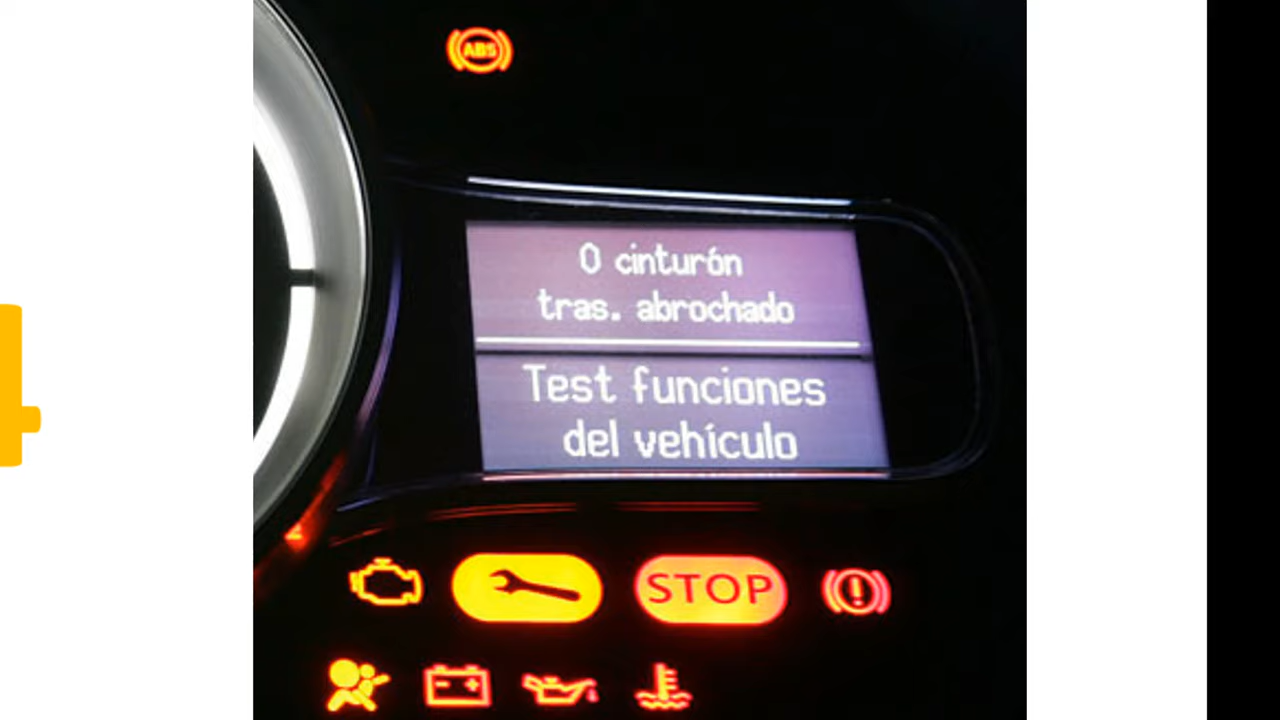 ABS
0 cinturón
tras. abrochado
Test funciones
del vehículo
STOP